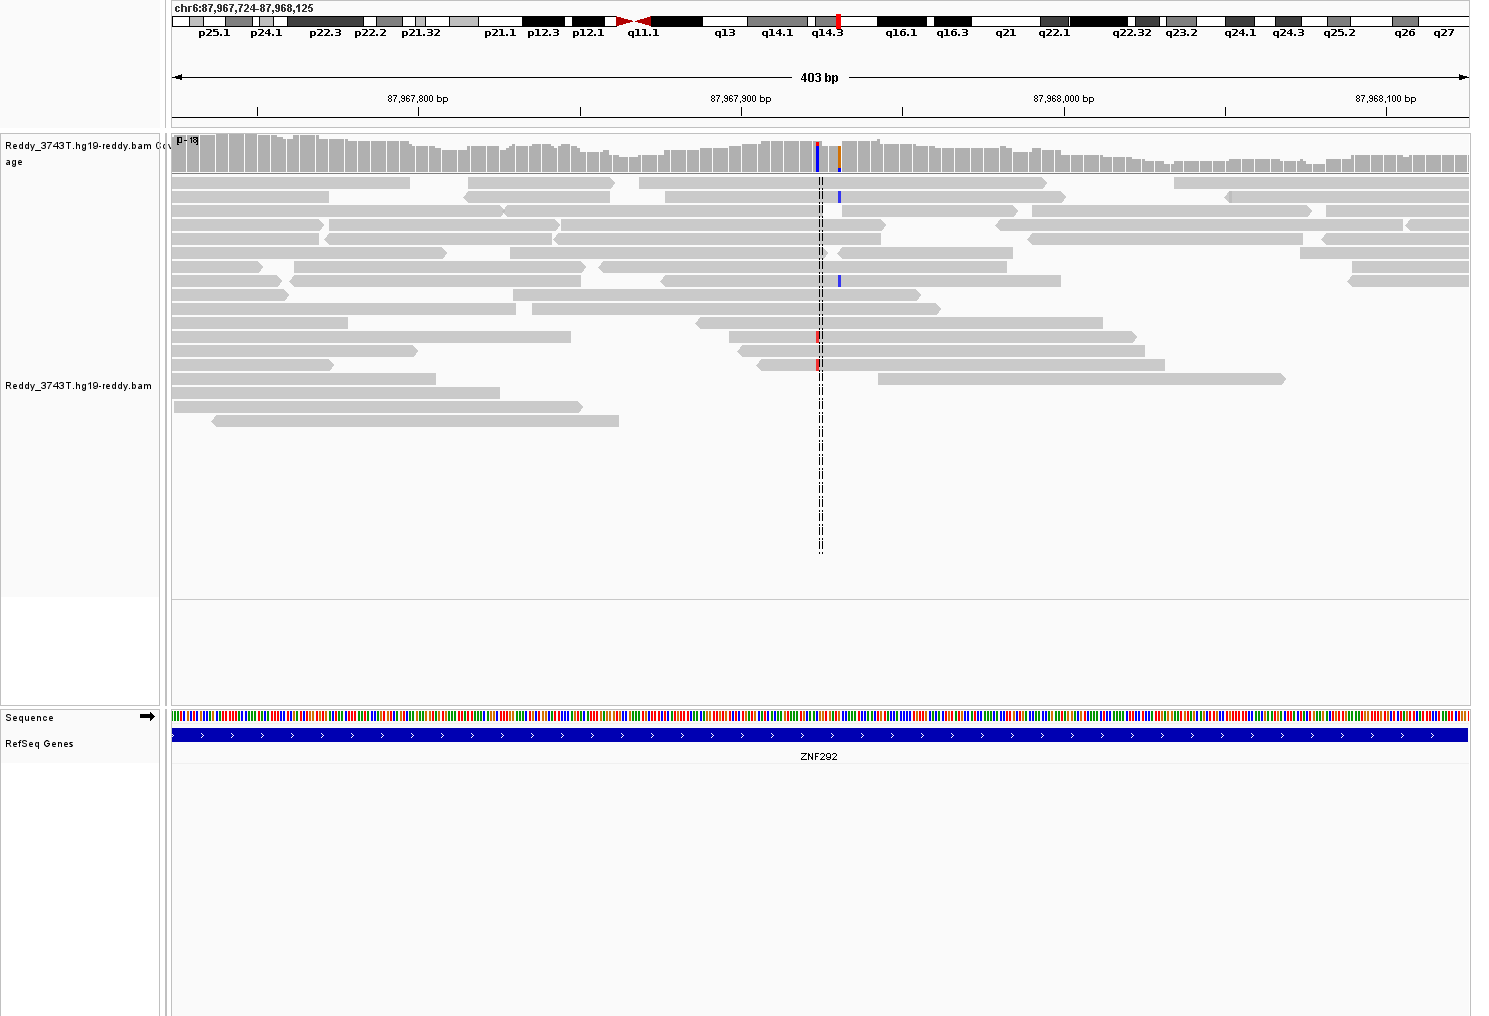 chr6:87,967,724-87,968,125
p25.1 p24.1 p22.3 p22.2 p21.32 p21.1 p12.3 p12.1 q11.1 q13 q14.1 q14.3 q16.1 q16.3 q21 q22.1 q22.32 q23.2 q24.1 q24.3 q25.2 q26 q27
403 bp
87,967,800 bp 87,967,900 bp 87,968,000 bp 87,968,100 bp
Reddy_3743T.hg19-reddy.bam Cov
age
[0 - 18]
Reddy_3743T.hg19-reddy.bam
Sequence
RefSeq Genes
ZNF292